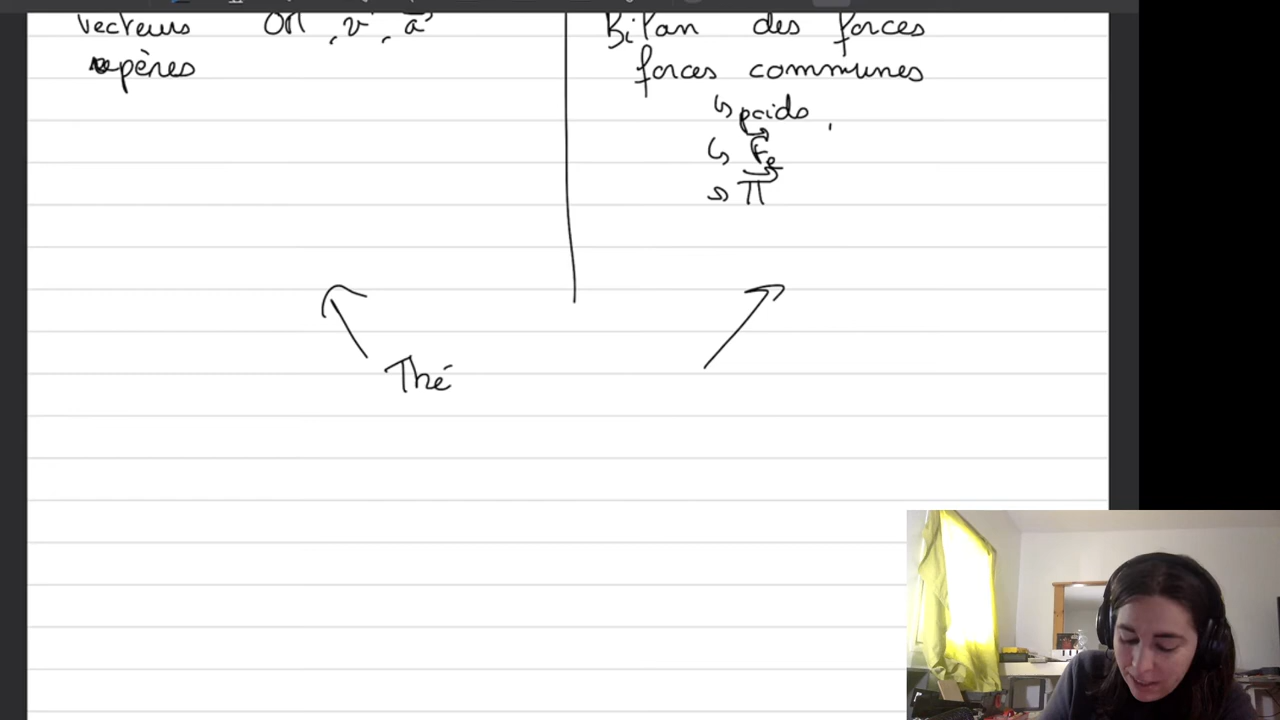 Vecteurs OM, v, a
repères
Bilan des forces
forces communes
↳ poids,
↳ Fe
↳ π
Thé